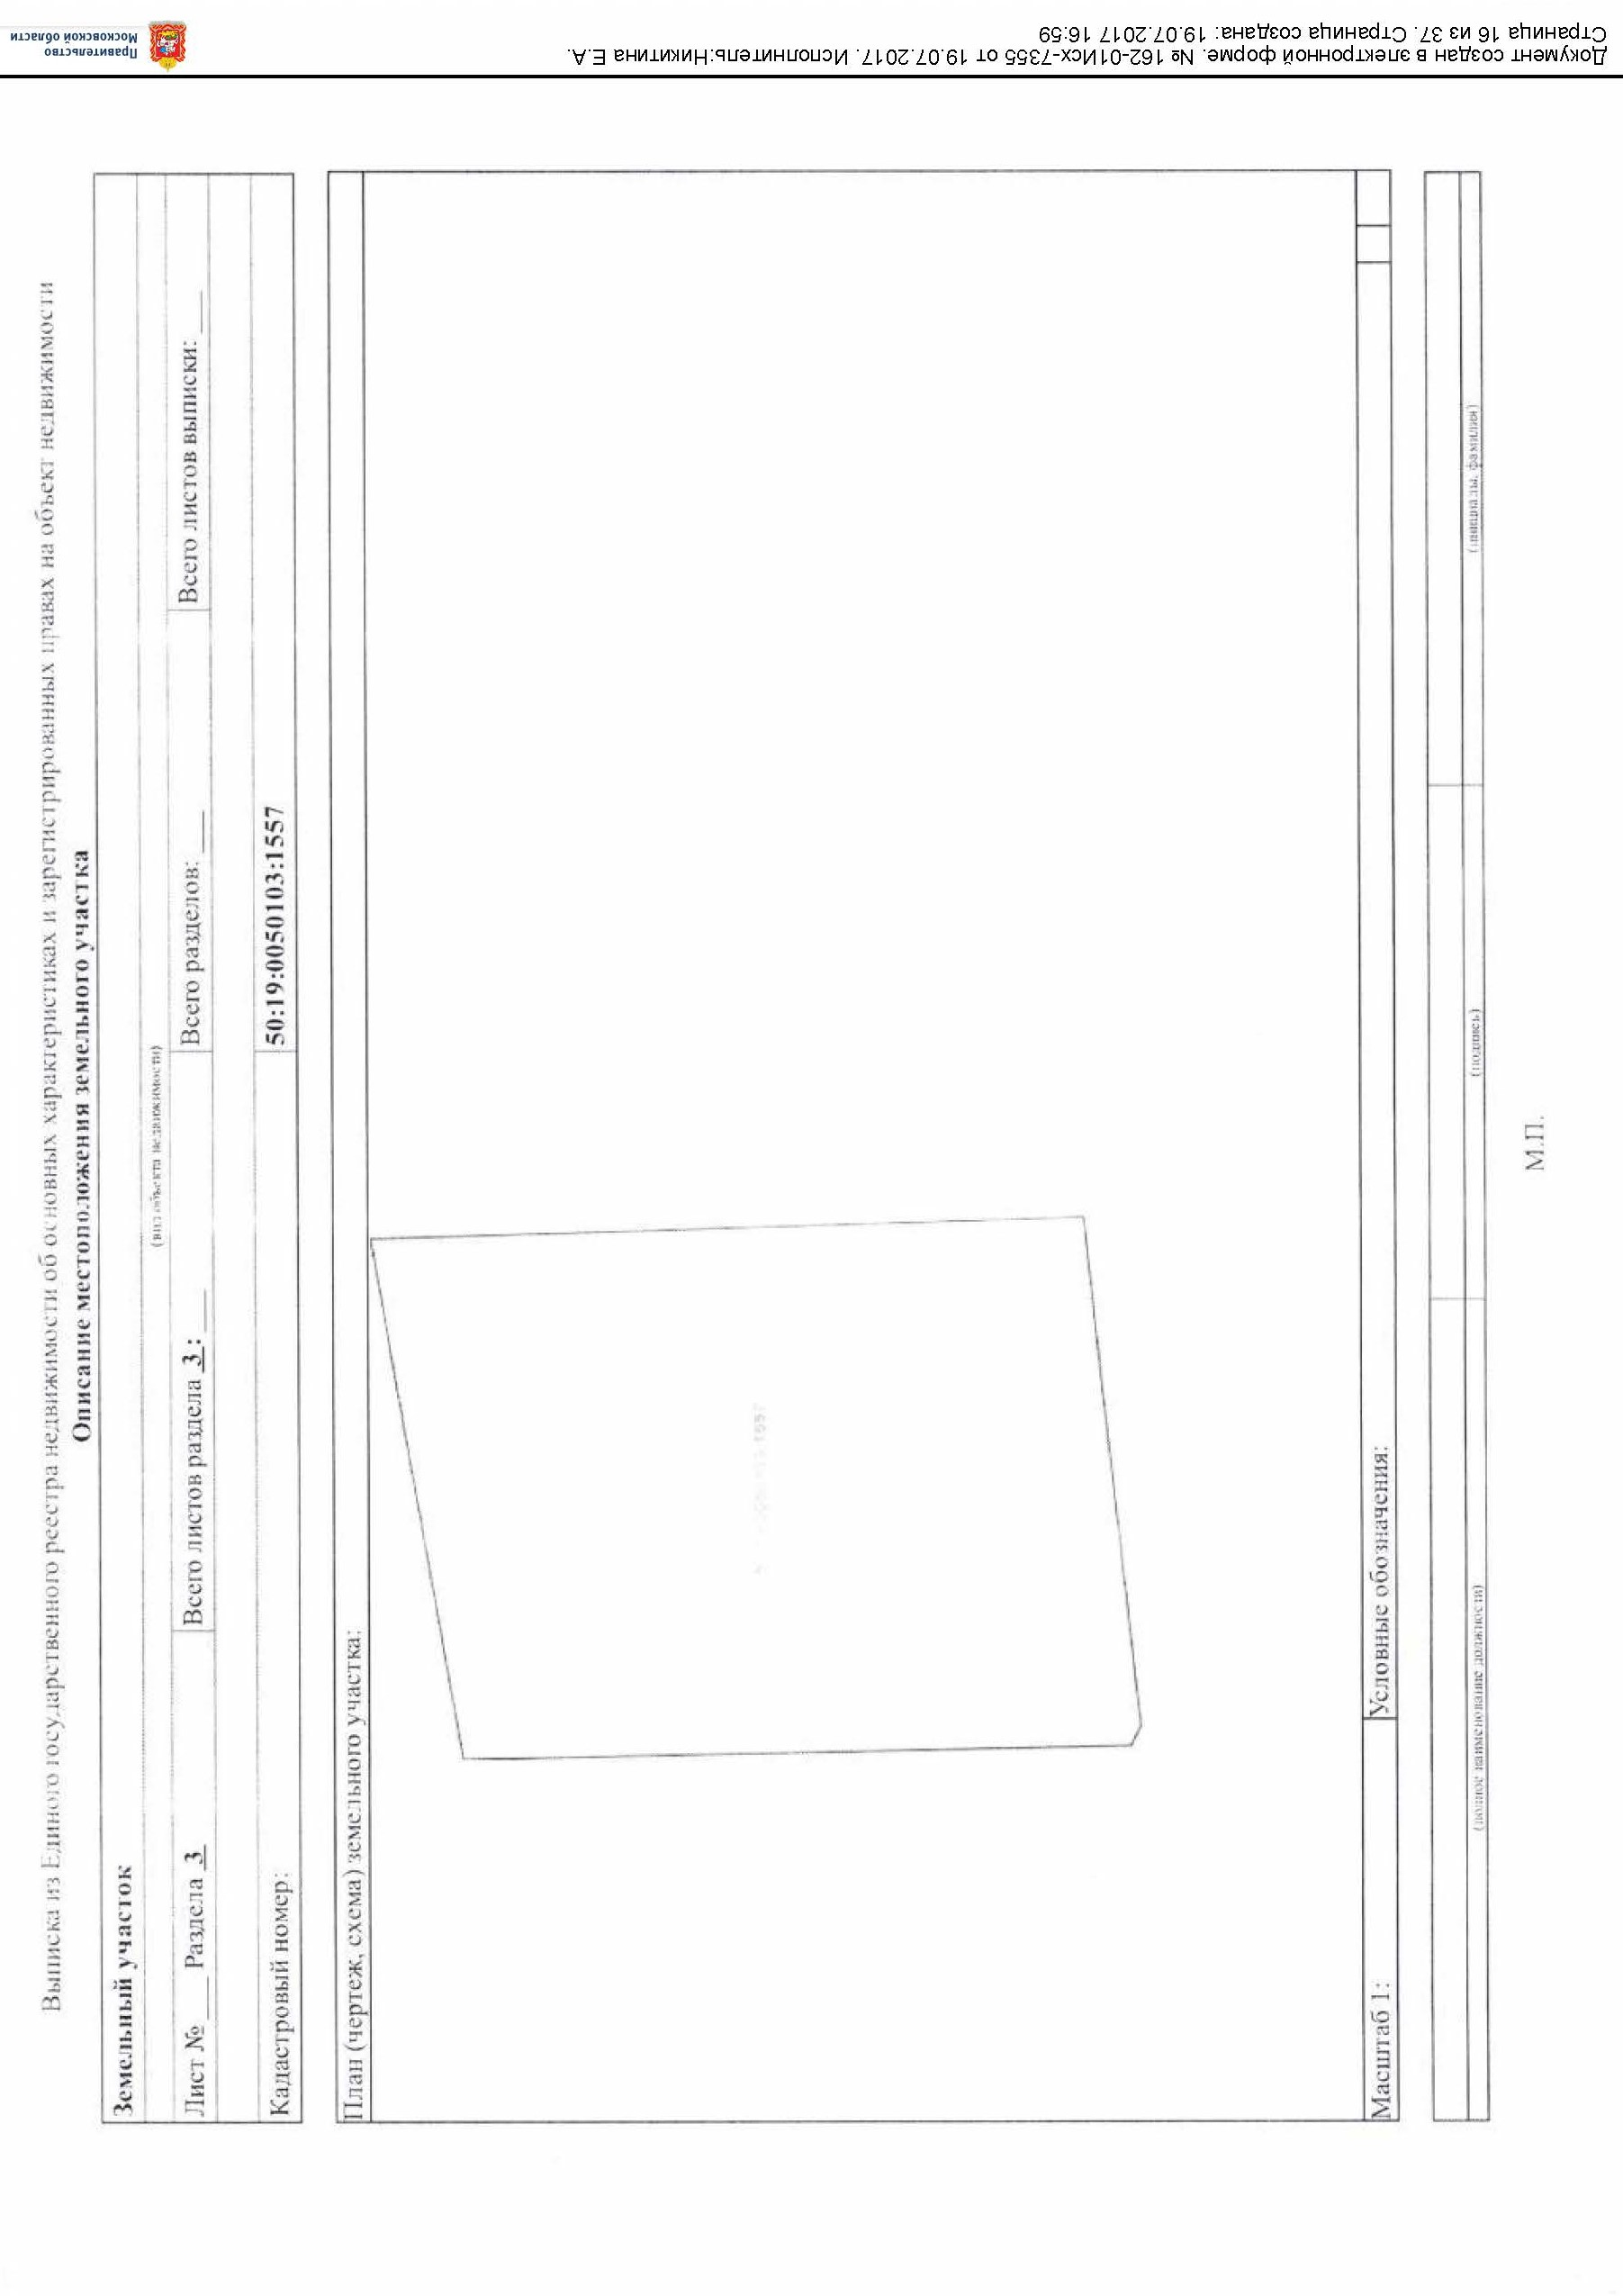 Документ создан в электронной форме. № 162-01Исх-7355 от 19.07.2017. Исполнитель:Никитина Е.А.
Страница 16 из 37. Страница создана: 19.07.2017 16:59
Правительство
Московской области
Выписка из Единого государственного реестра недвижимости об основных характеристиках и зарегистрированных правах на объект недвижимости
Описание местоположения земельного участка
Земельный участок
(вид объекта недвижимости)
Лист № ___ Раздела 3
Всего листов раздела 3 : ___
Всего разделов: ___
Всего листов выписки: ___
Кадастровый номер:
50:19:0050103:1557
План (чертеж, схема) земельного участка:
Масштаб 1:
Условные обозначения:
(полное наименование должности)
(подпись)
(инициалы, фамилия)
М.П.